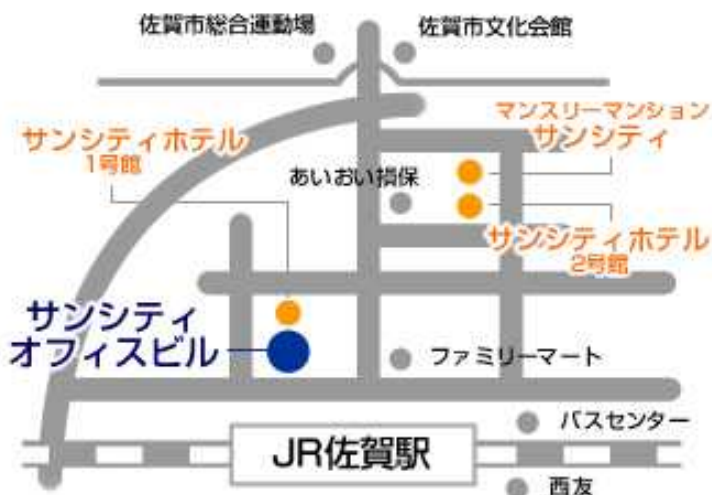 佐賀市総合運動場
佐賀市文化会館
サンシティホテル
1号館
マンスリーマンション
サンシティ
あいおい損保
サンシティホテル
2号館
サンシティ
オフィスビル
ファミリーマート
バスセンター
JR佐賀駅
西友